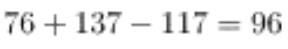 76 + 137 − 117 = 96